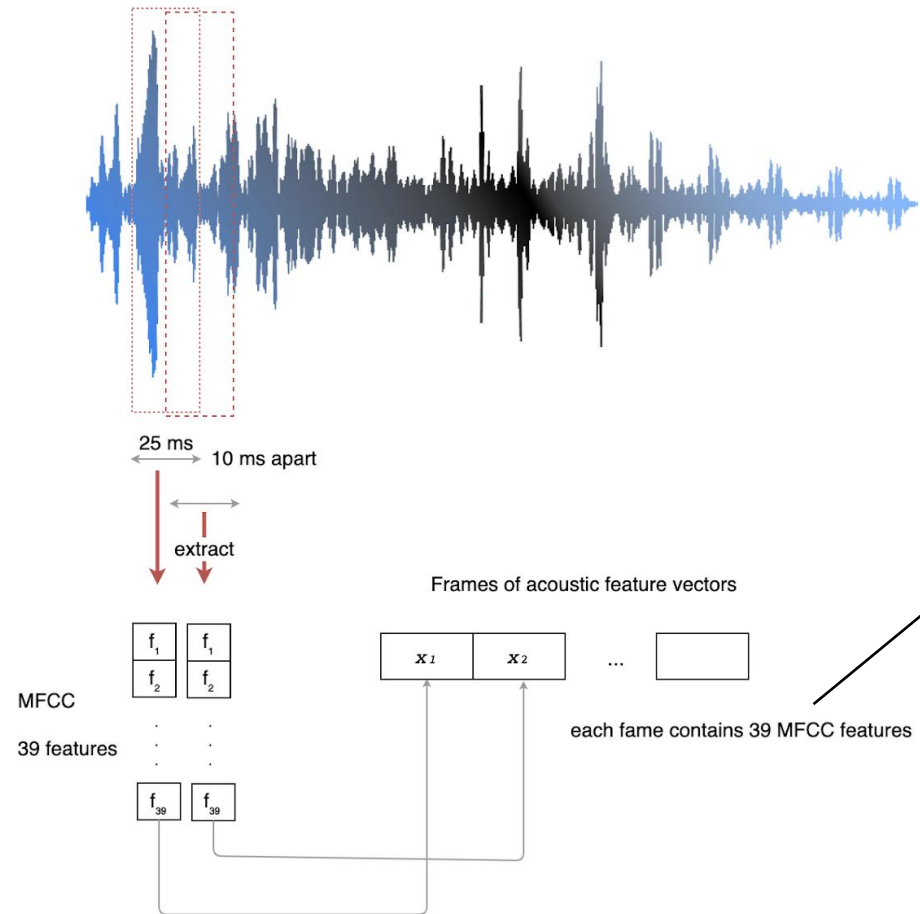 25 ms
10 ms apart
extract
Frames of acoustic feature vectors
f₁ f₁
f₂ f₂
x₁ x₂ ...
MFCC
each fame contains 39 MFCC features
39 features
f₃₉ f₃₉